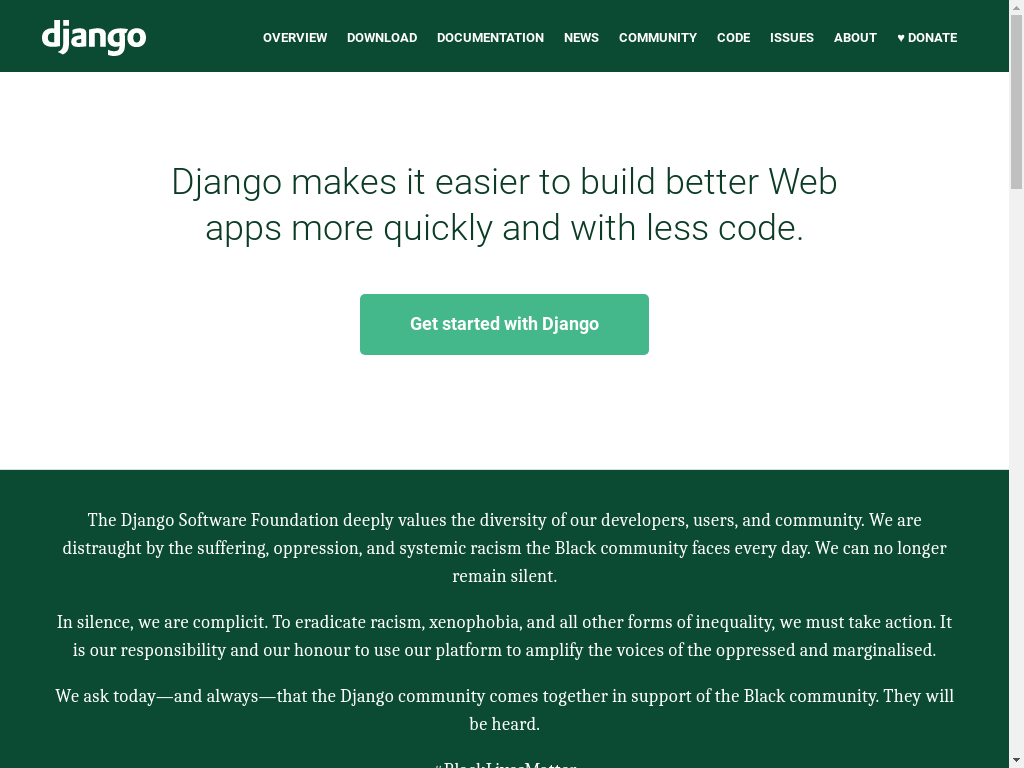 django
OVERVIEW DOWNLOAD DOCUMENTATION NEWS COMMUNITY CODE ISSUES ABOUT ♥ DONATE
Django makes it easier to build better Web
apps more quickly and with less code.
Get started with Django
The Django Software Foundation deeply values the diversity of our developers, users, and community. We are
distraught by the suffering, oppression, and systemic racism the Black community faces every day. We can no longer
remain silent.
In silence, we are complicit. To eradicate racism, xenophobia, and all other forms of inequality, we must take action. It
is our responsibility and our honour to use our platform to amplify the voices of the oppressed and marginalised.
We ask today—and always—that the Django community comes together in support of the Black community. They will
be heard.
#BlackLivesMatter